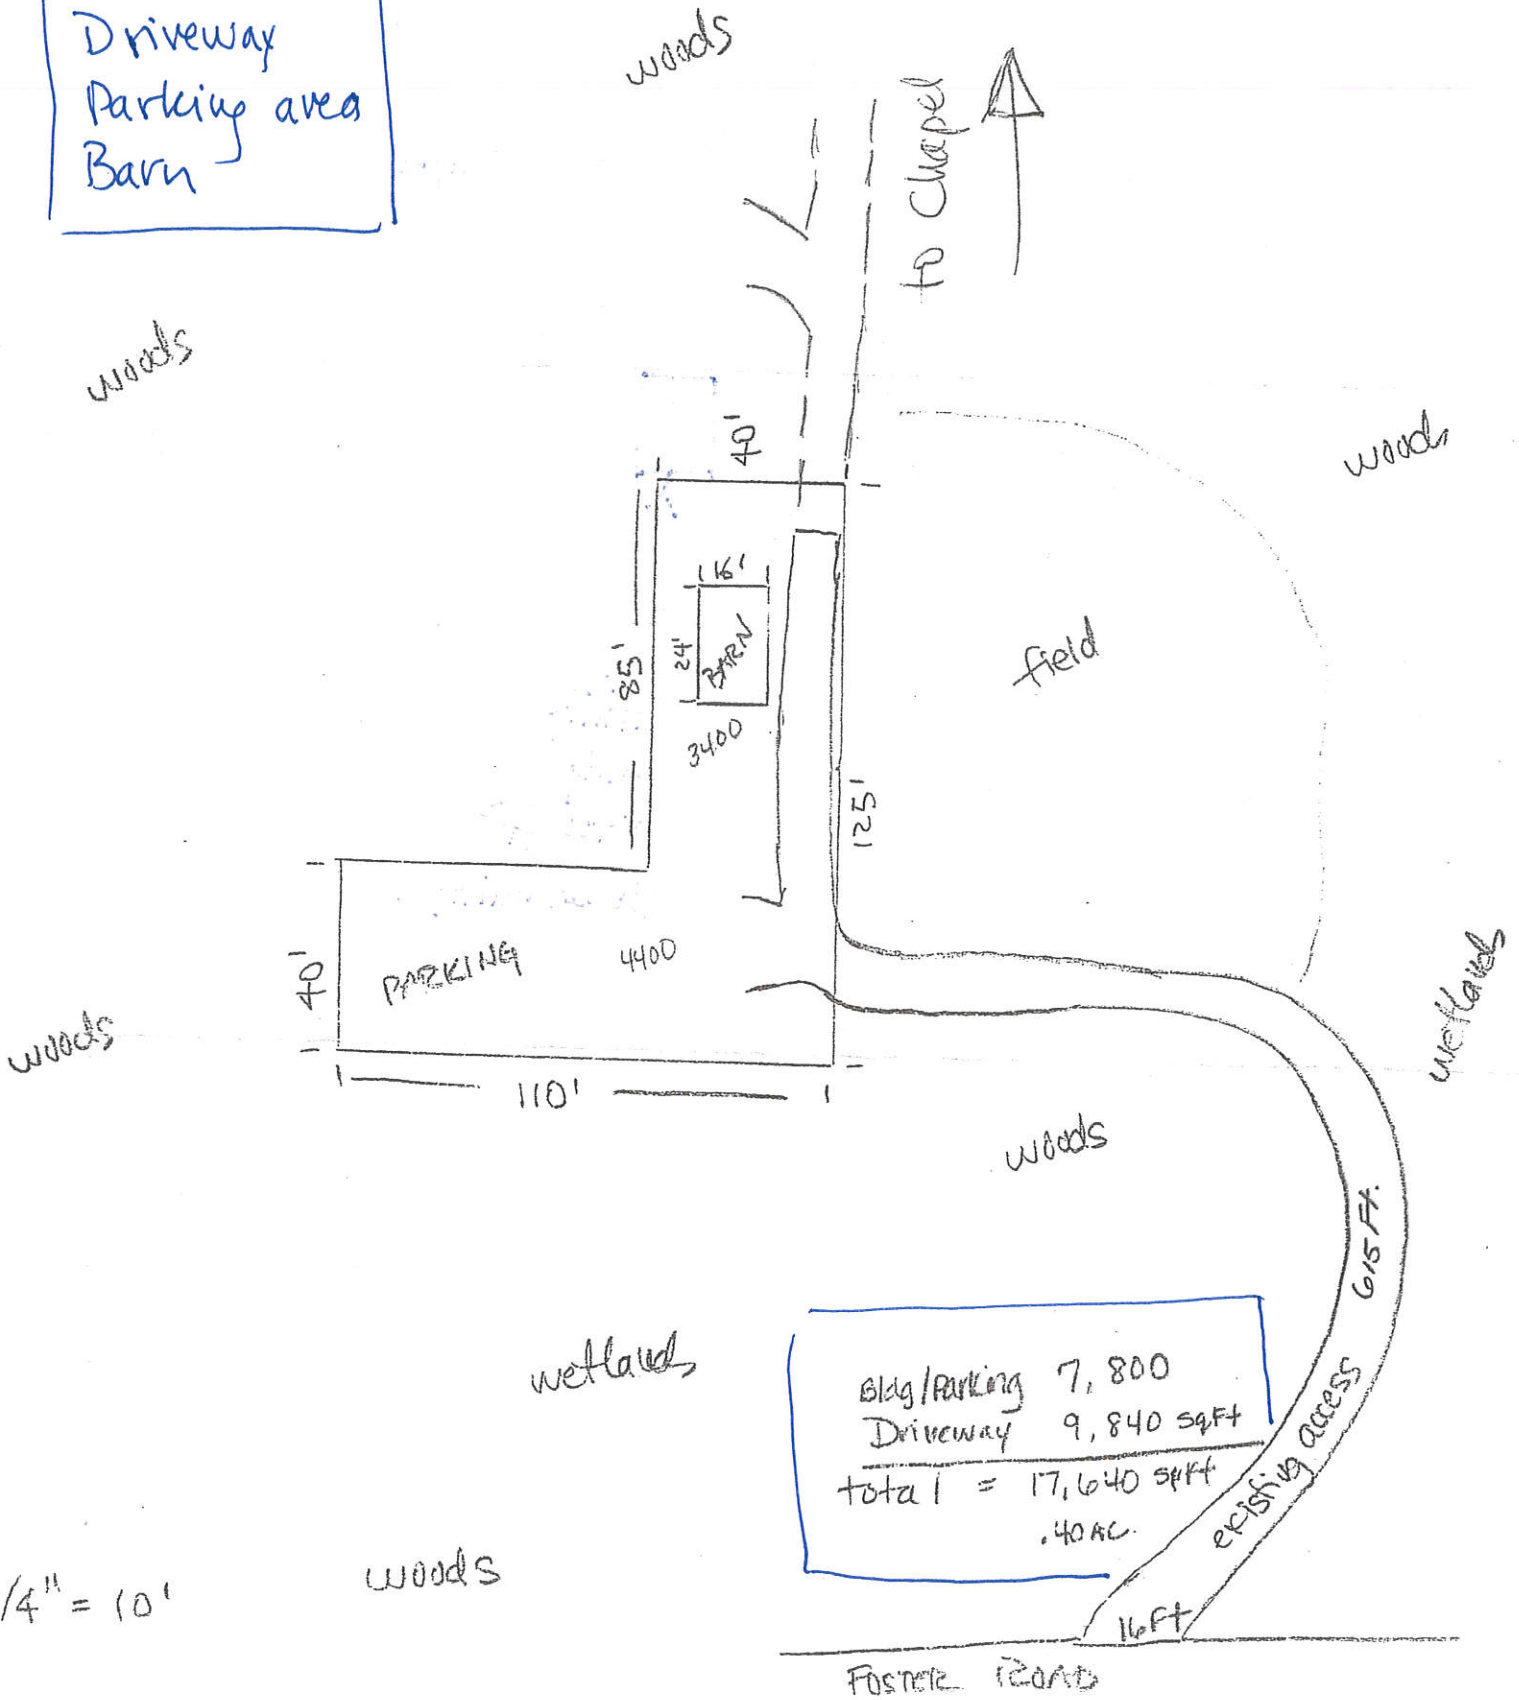 Driveway
Parking area
Barn
woods
to Chapel
woods
40'
woods
16'
24'
BARN
85'
field
3400
125'
40'
PARKING
4400
wetlands
woods
110'
woods
615 Ft.
wetlands
Bldg/Parking 7,800
Driveway 9,840 sqft
total = 17,640 sqft
.40 AC.
existing access
woods
/4" = 10'
16 Ft
FOSTER ROAD